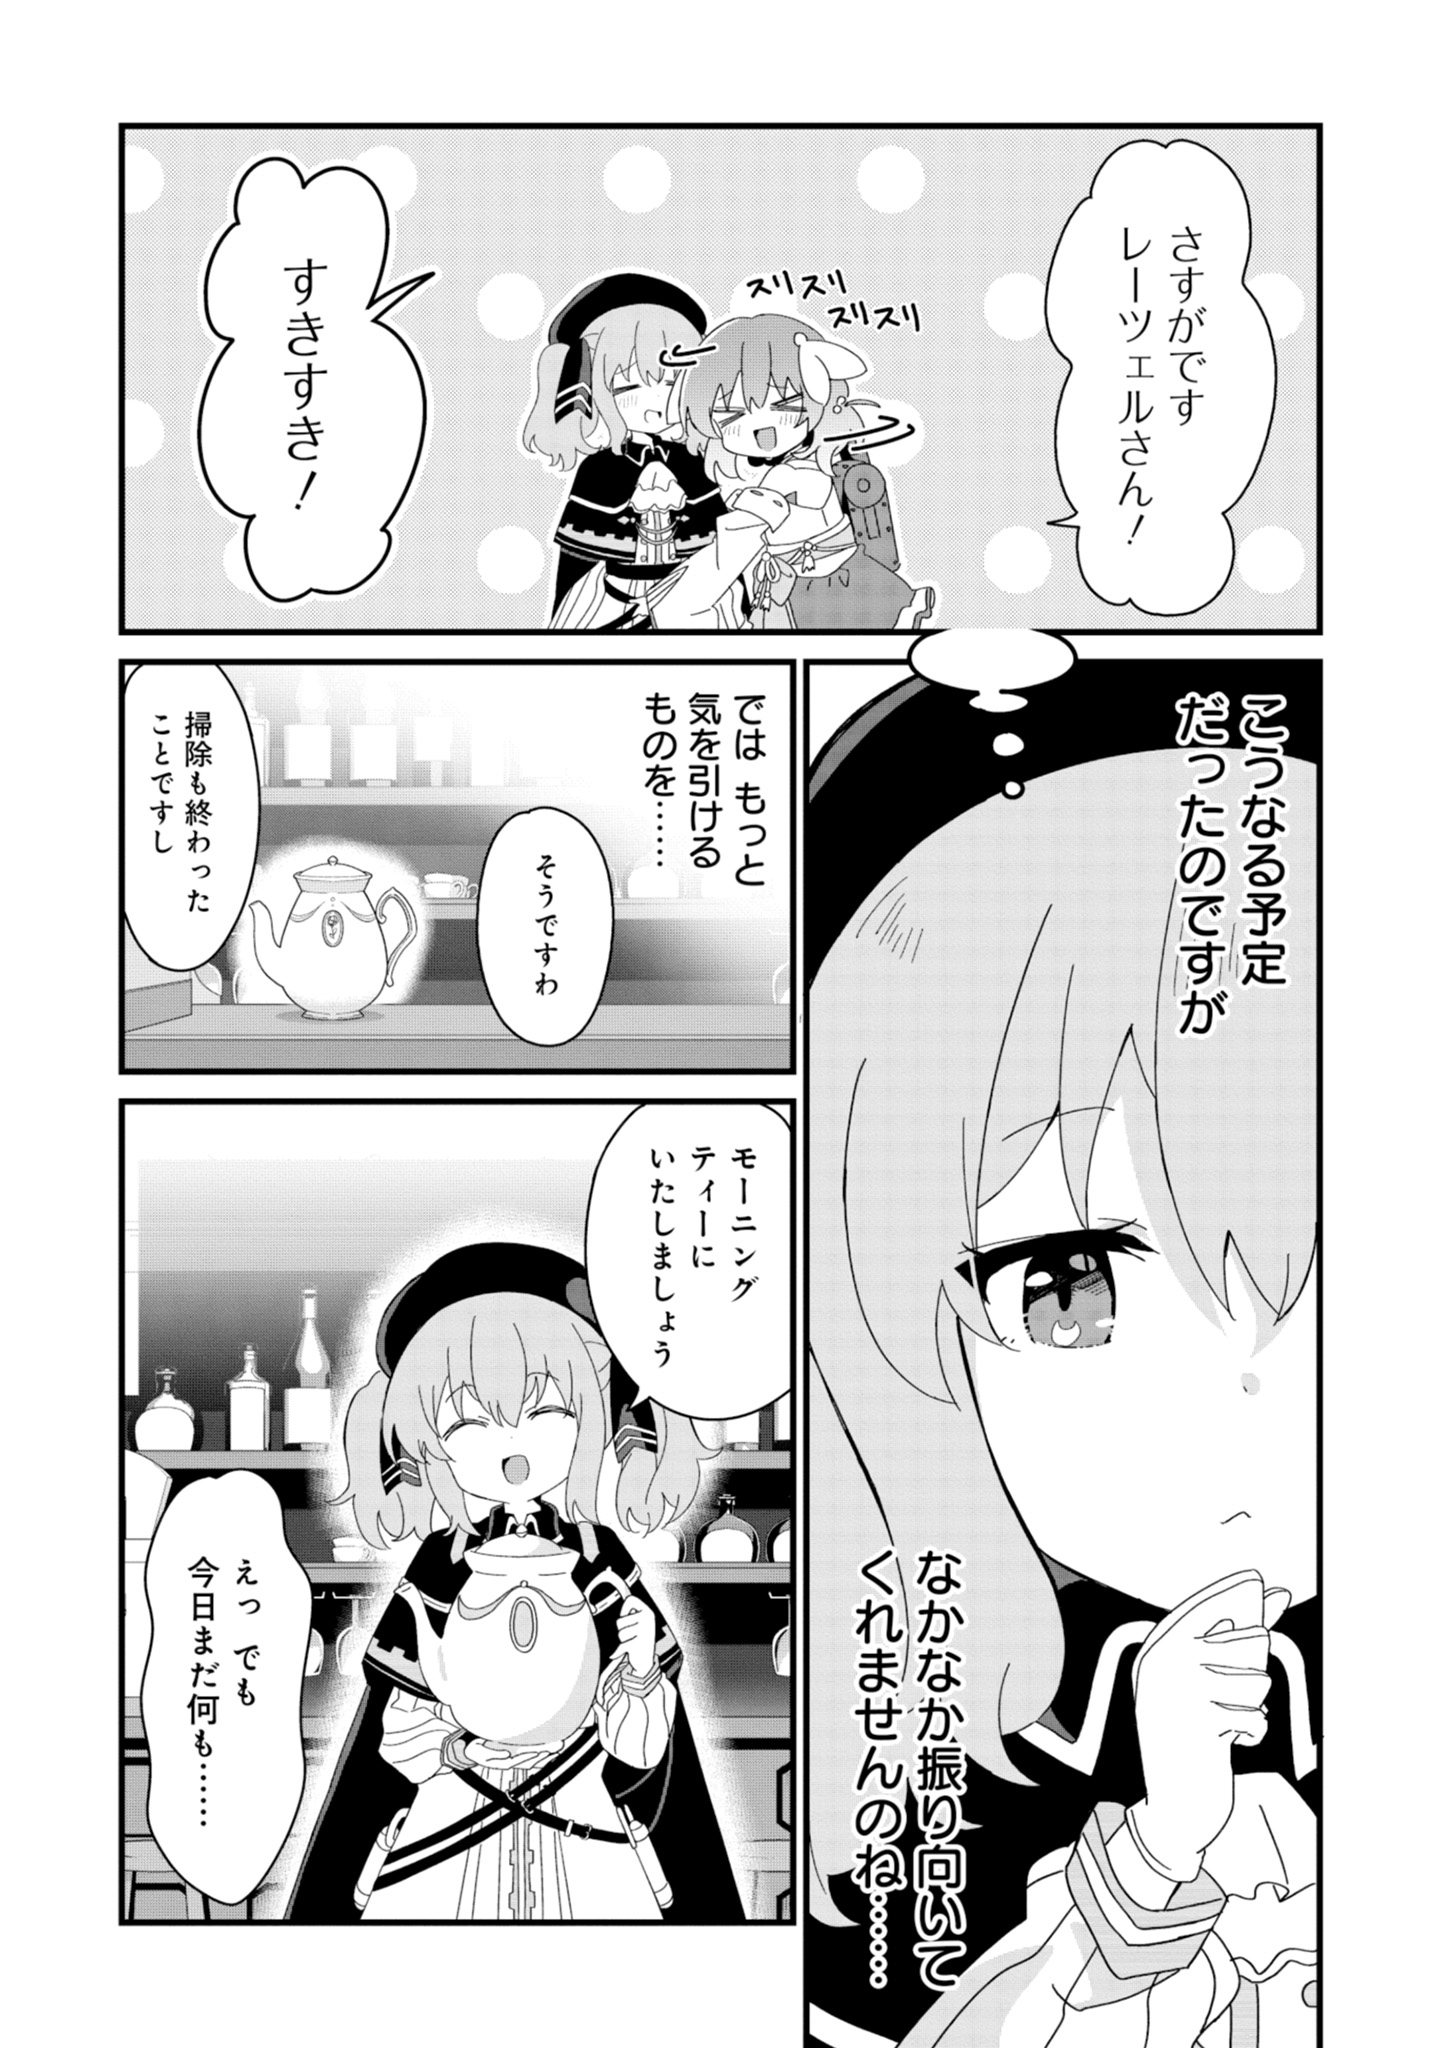 さすがです
レーツェルさん!
スリスリ
スリスリ
すきすき!
こうなる予定
だったのですが
なかなか振り向いて
くれませんのね……
では もっと
気を引ける
ものを……
そうですわ
掃除も終わった
ことですし
モーニング
ティーに
いたしましょう
えっ でも
今日まだ何も……